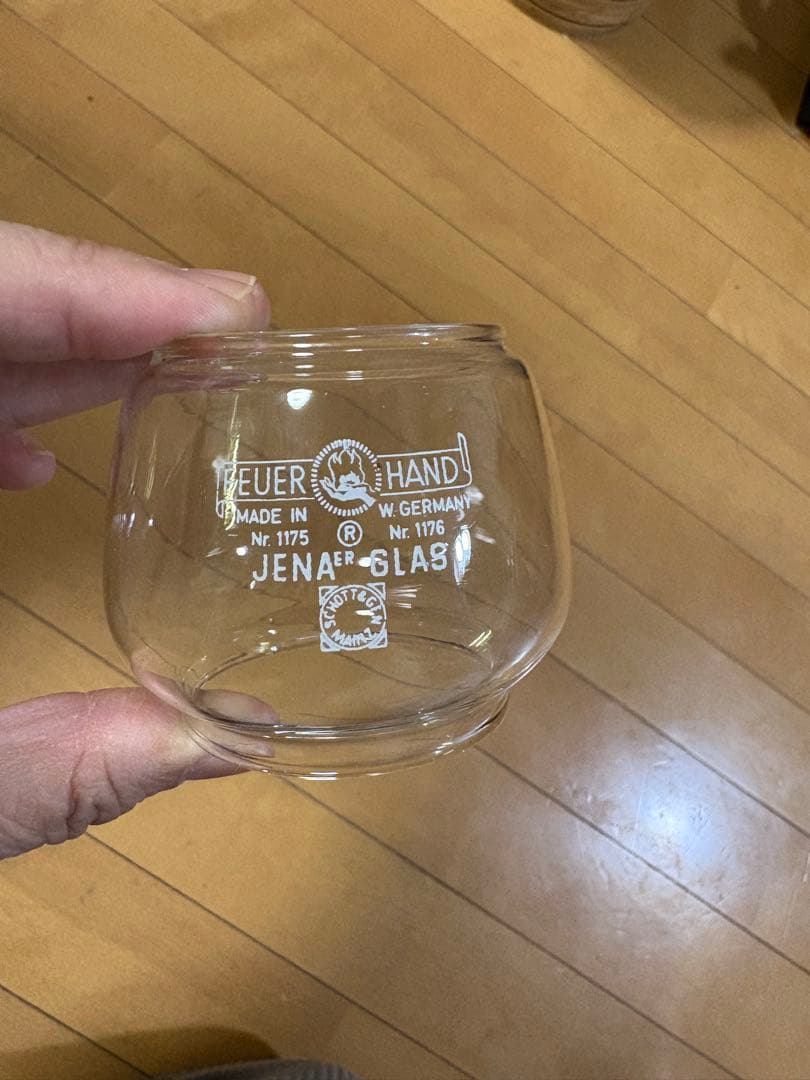 FEUER HAND
MADE IN W. GERMANY
Nr. 1175 ® Nr. 1176
JENAER GLAS
SCHOTT & GEN
MAINZ